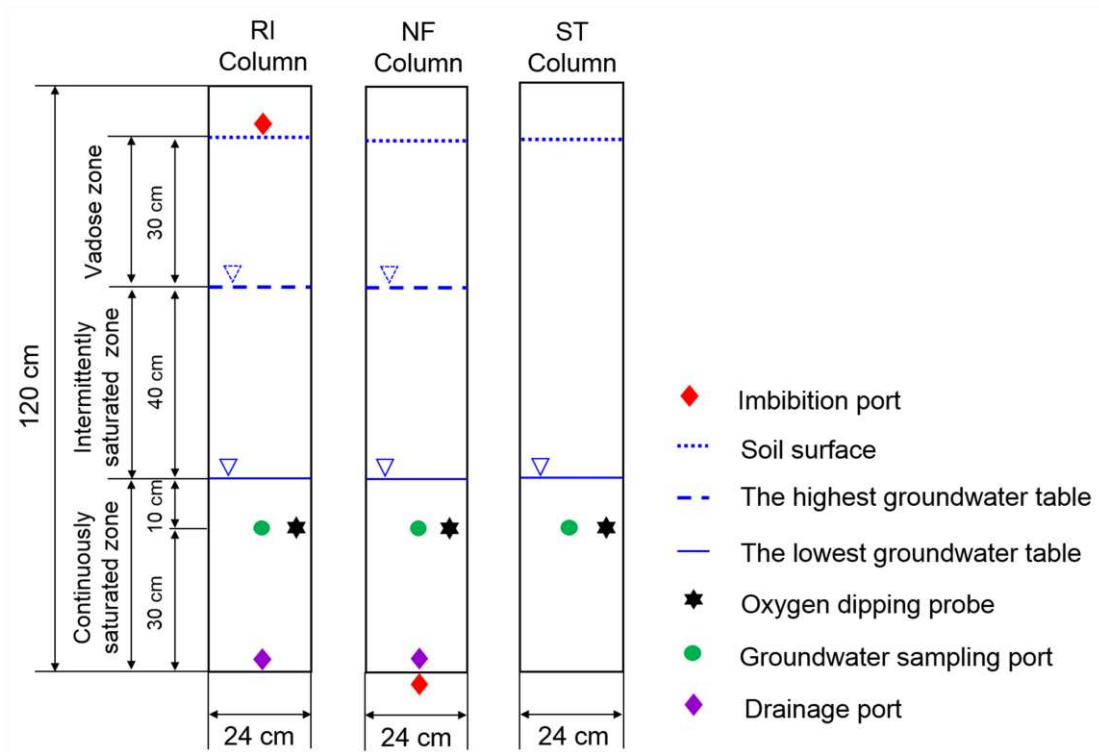 RI
Column
NF
Column
ST
Column
120 cm
Vadose zone
30 cm
Intermittently
saturated zone
40 cm
Continuously
saturated zone
10 cm
30 cm
24 cm
24 cm
24 cm
Imbibition port
Soil surface
The highest groundwater table
The lowest groundwater table
Oxygen dipping probe
Groundwater sampling port
Drainage port